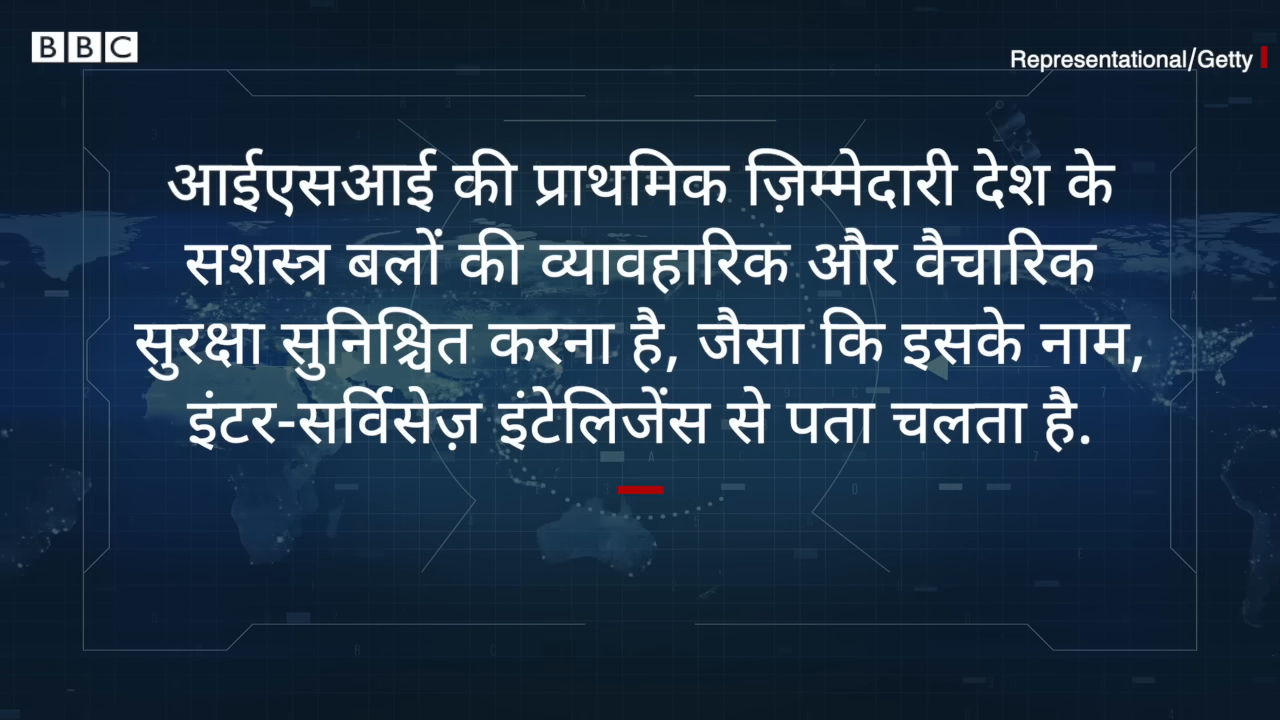 BBC
Representational/Getty
आईएसआई की प्राथमिक ज़िम्मेदारी देश के
सशस्त्र बलों की व्यावहारिक और वैचारिक
सुरक्षा सुनिश्चित करना है, जैसा कि इसके नाम,
इंटर-सर्विसेज़ इंटेलिजेंस से पता चलता है.